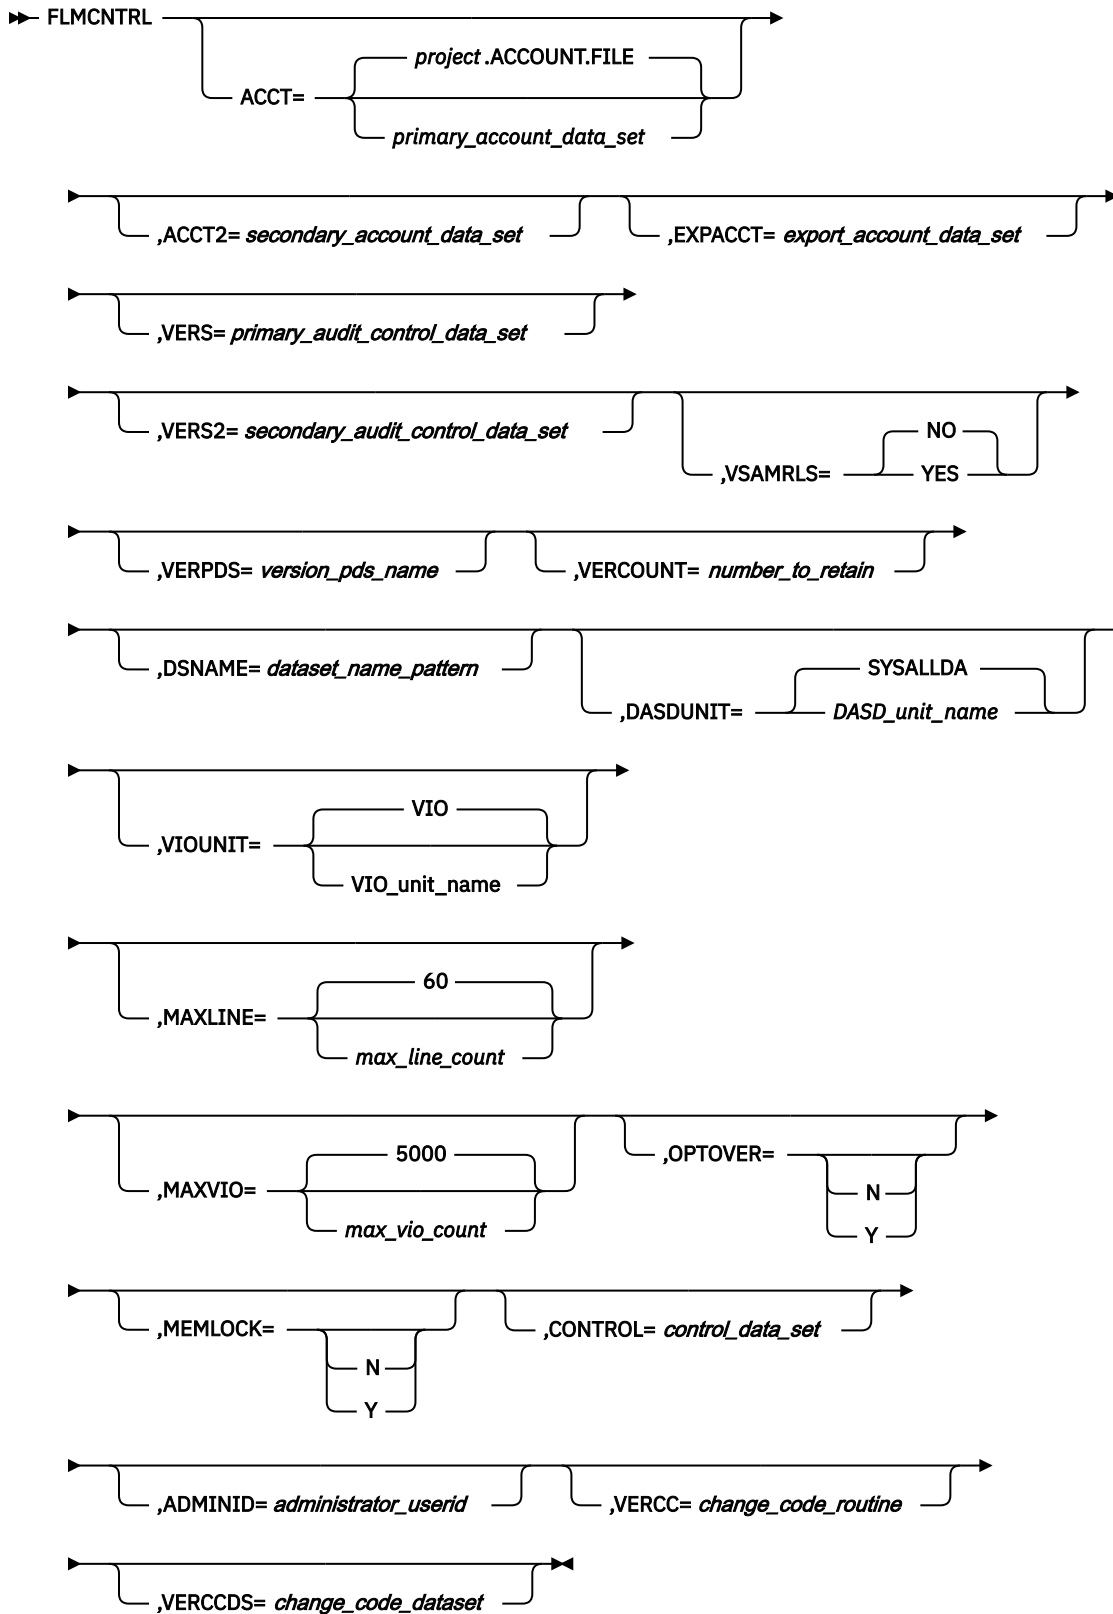 FLMCNTRL
project .ACCOUNT.FILE
ACCT=
primary_account_data_set
,ACCT2= secondary_account_data_set ,EXPACCT= export_account_data_set
,VERS= primary_audit_control_data_set
,VERS2= secondary_audit_control_data_set
NO
,VSAMRLS= YES
,VERPDS= version_pds_name ,VERCOUNT= number_to_retain
,DSNAME= dataset_name_pattern SYSALLDA
,DASDUNIT= DASD_unit_name
VIO
,VIOUNIT=
VIO_unit_name
60
,MAXLINE=
max_line_count
5000 ,OPTOVER=
,MAXVIO= N
max_vio_count Y
,MEMLOCK= ,CONTROL= control_data_set
N
Y
,ADMINID= administrator_userid ,VERCC= change_code_routine
,VERCCDS= change_code_dataset